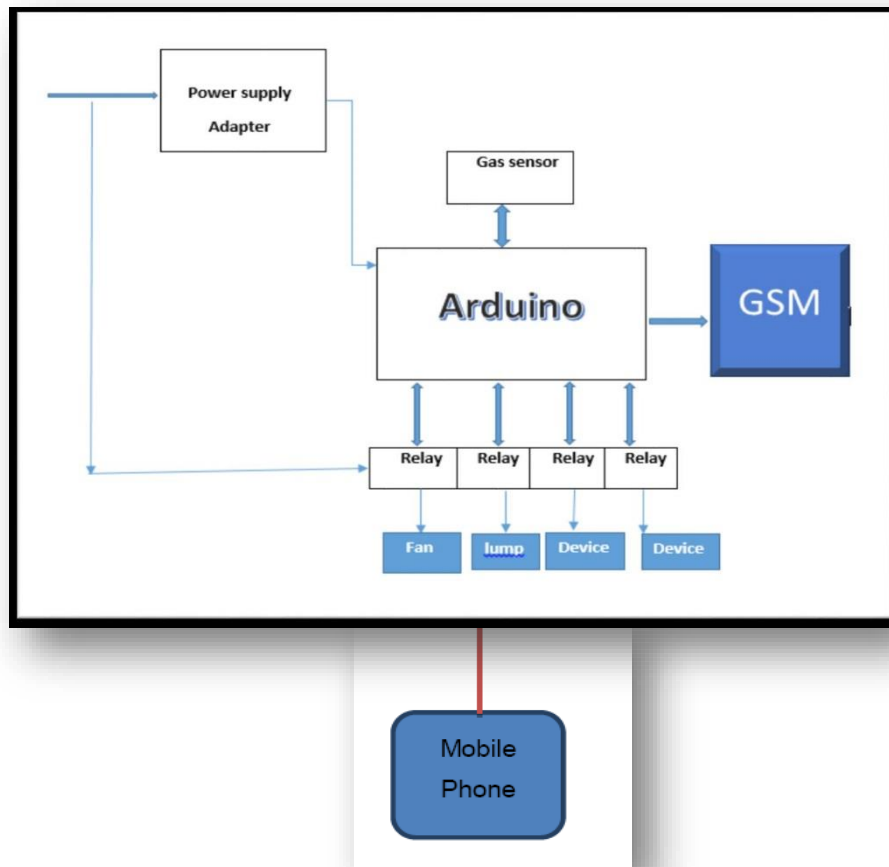 Power supply
Adapter
Gas sensor
Arduino
GSM
Relay Relay Relay Relay
Fan lump Device Device
Mobile
Phone